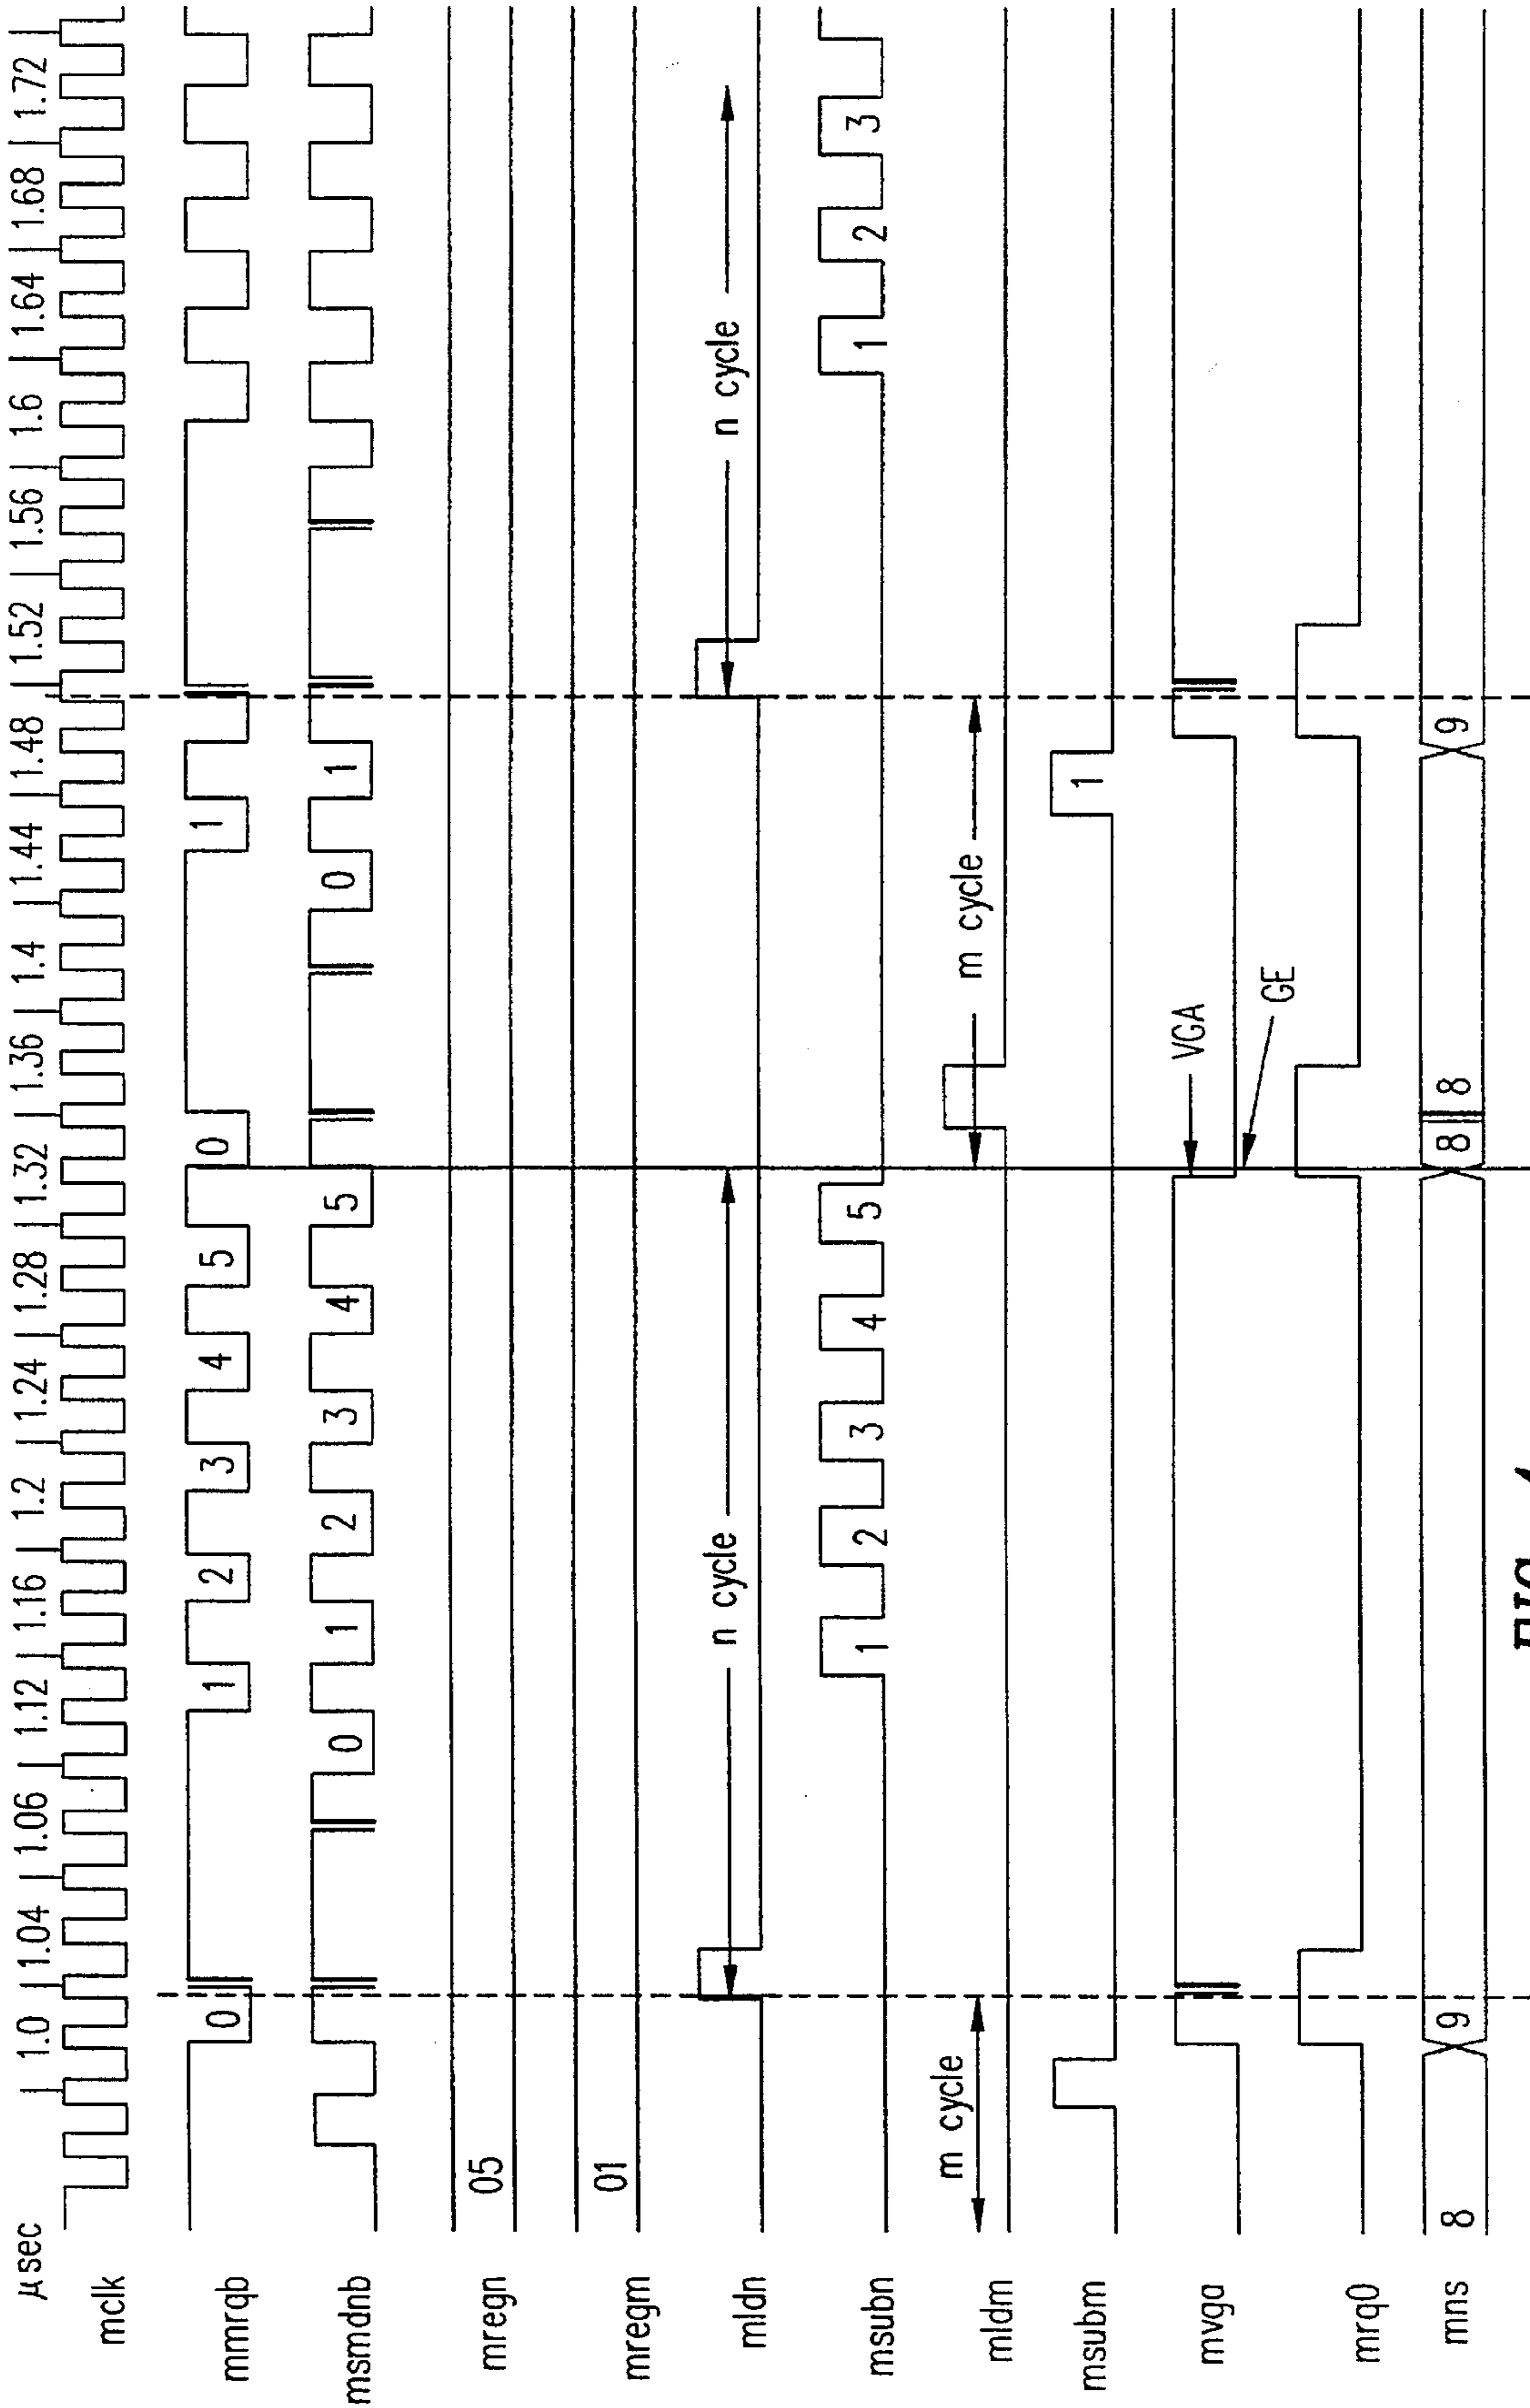 μsec 1.0 1.04 1.06 1.12 1.16 1.2 1.24 1.28 1.32 1.36 1.4 1.44 1.48 1.52 1.56 1.6 1.64 1.68 1.72
mclk
mmrqb 0 1 2 3 4 5 0 1
msmdnb 0 1 2 3 4 5 0 1
mregn 05
mregm 01
mldn n cycle n cycle
msubn 1 2 3 4 5 1 2 3
mldm m cycle m cycle
msubm 1
mvga VGA GE
mrq0
mns 8 9 8 8 9